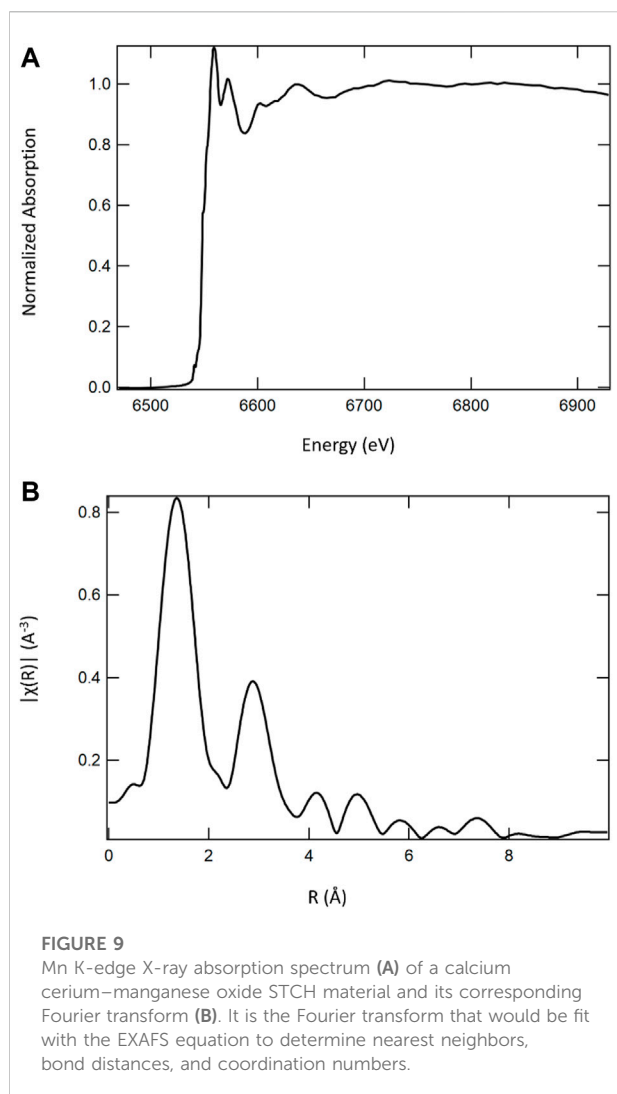 A
1.0
0.8
0.6
0.4
0.2
0.0
Normalized Absorption
6500 6600 6700 6800 6900
Energy (eV)
B
0.8
0.6
0.4
0.2
|χ(R)| (A⁻³)
0 2 4 6 8
R (Å)
FIGURE 9
Mn K-edge X-ray absorption spectrum (A) of a calcium
cerium–manganese oxide STCH material and its corresponding
Fourier transform (B). It is the Fourier transform that would be fit
with the EXAFS equation to determine nearest neighbors,
bond distances, and coordination numbers.